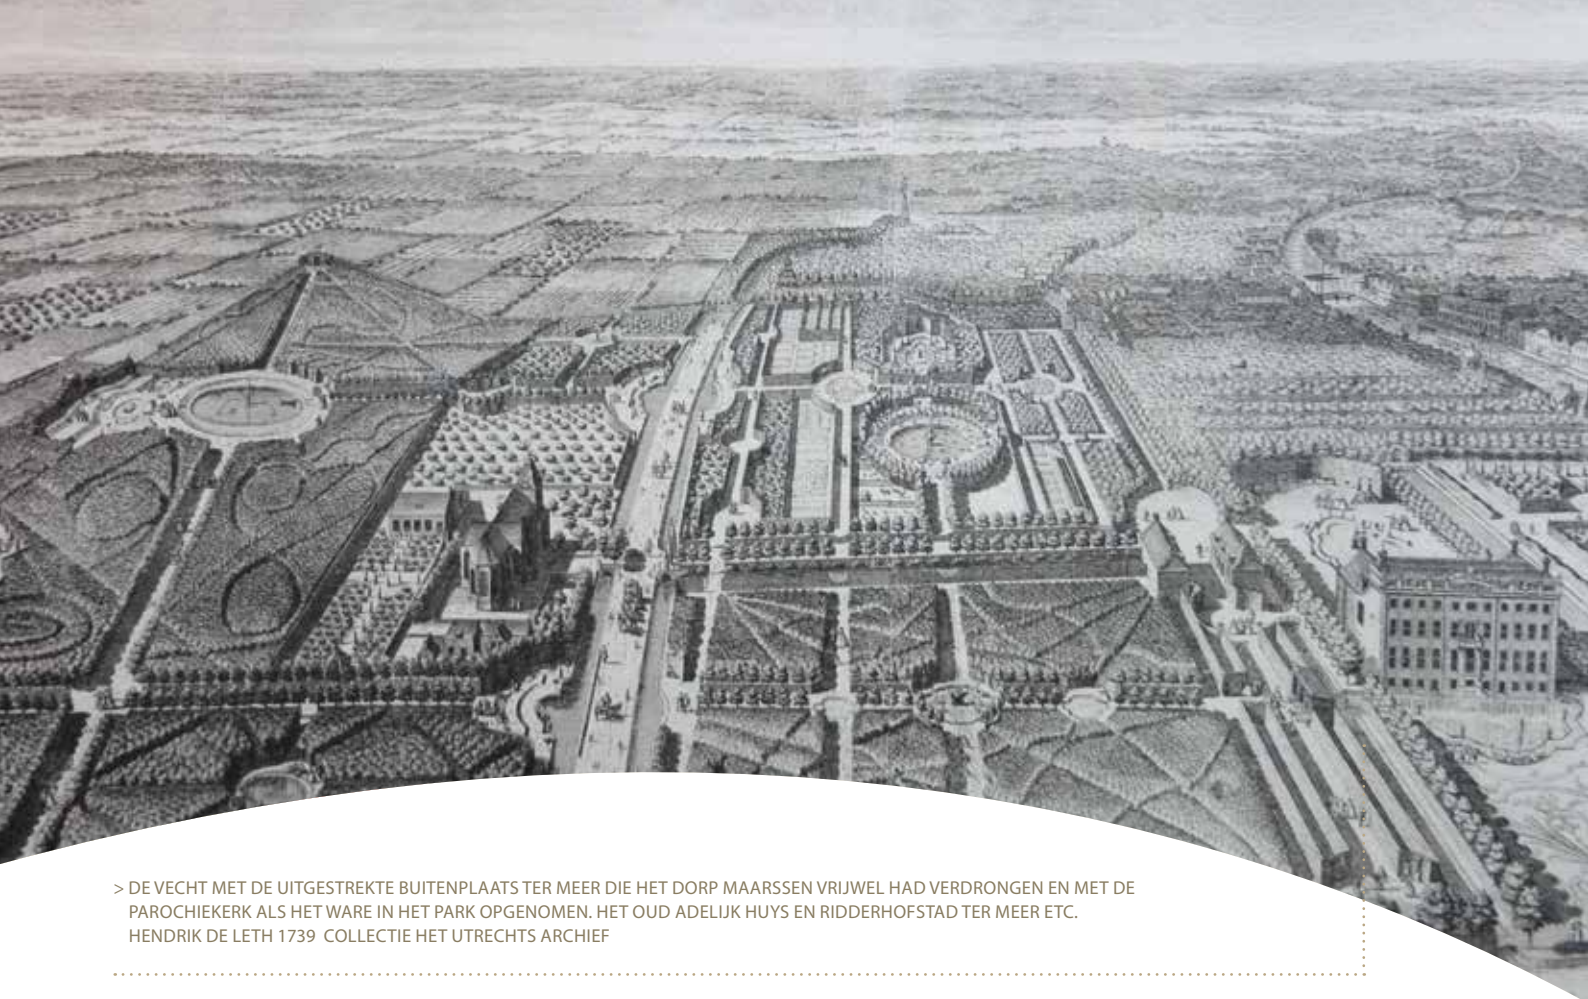 > DE VECHT MET DE UITGESTREKTE BUITENPLAATS TER MEER DIE HET DORP MAARSSEN VRIJWEL HAD VERDRONGEN EN MET DE
PAROCHIEKERK ALS HET WARE IN HET PARK OPGENOMEN. HET OUD ADELIJK HUYS EN RIDDERHOFSTAD TER MEER ETC.
HENDRIK DE LETH 1739 COLLECTIE HET UTRECHTS ARCHIEF